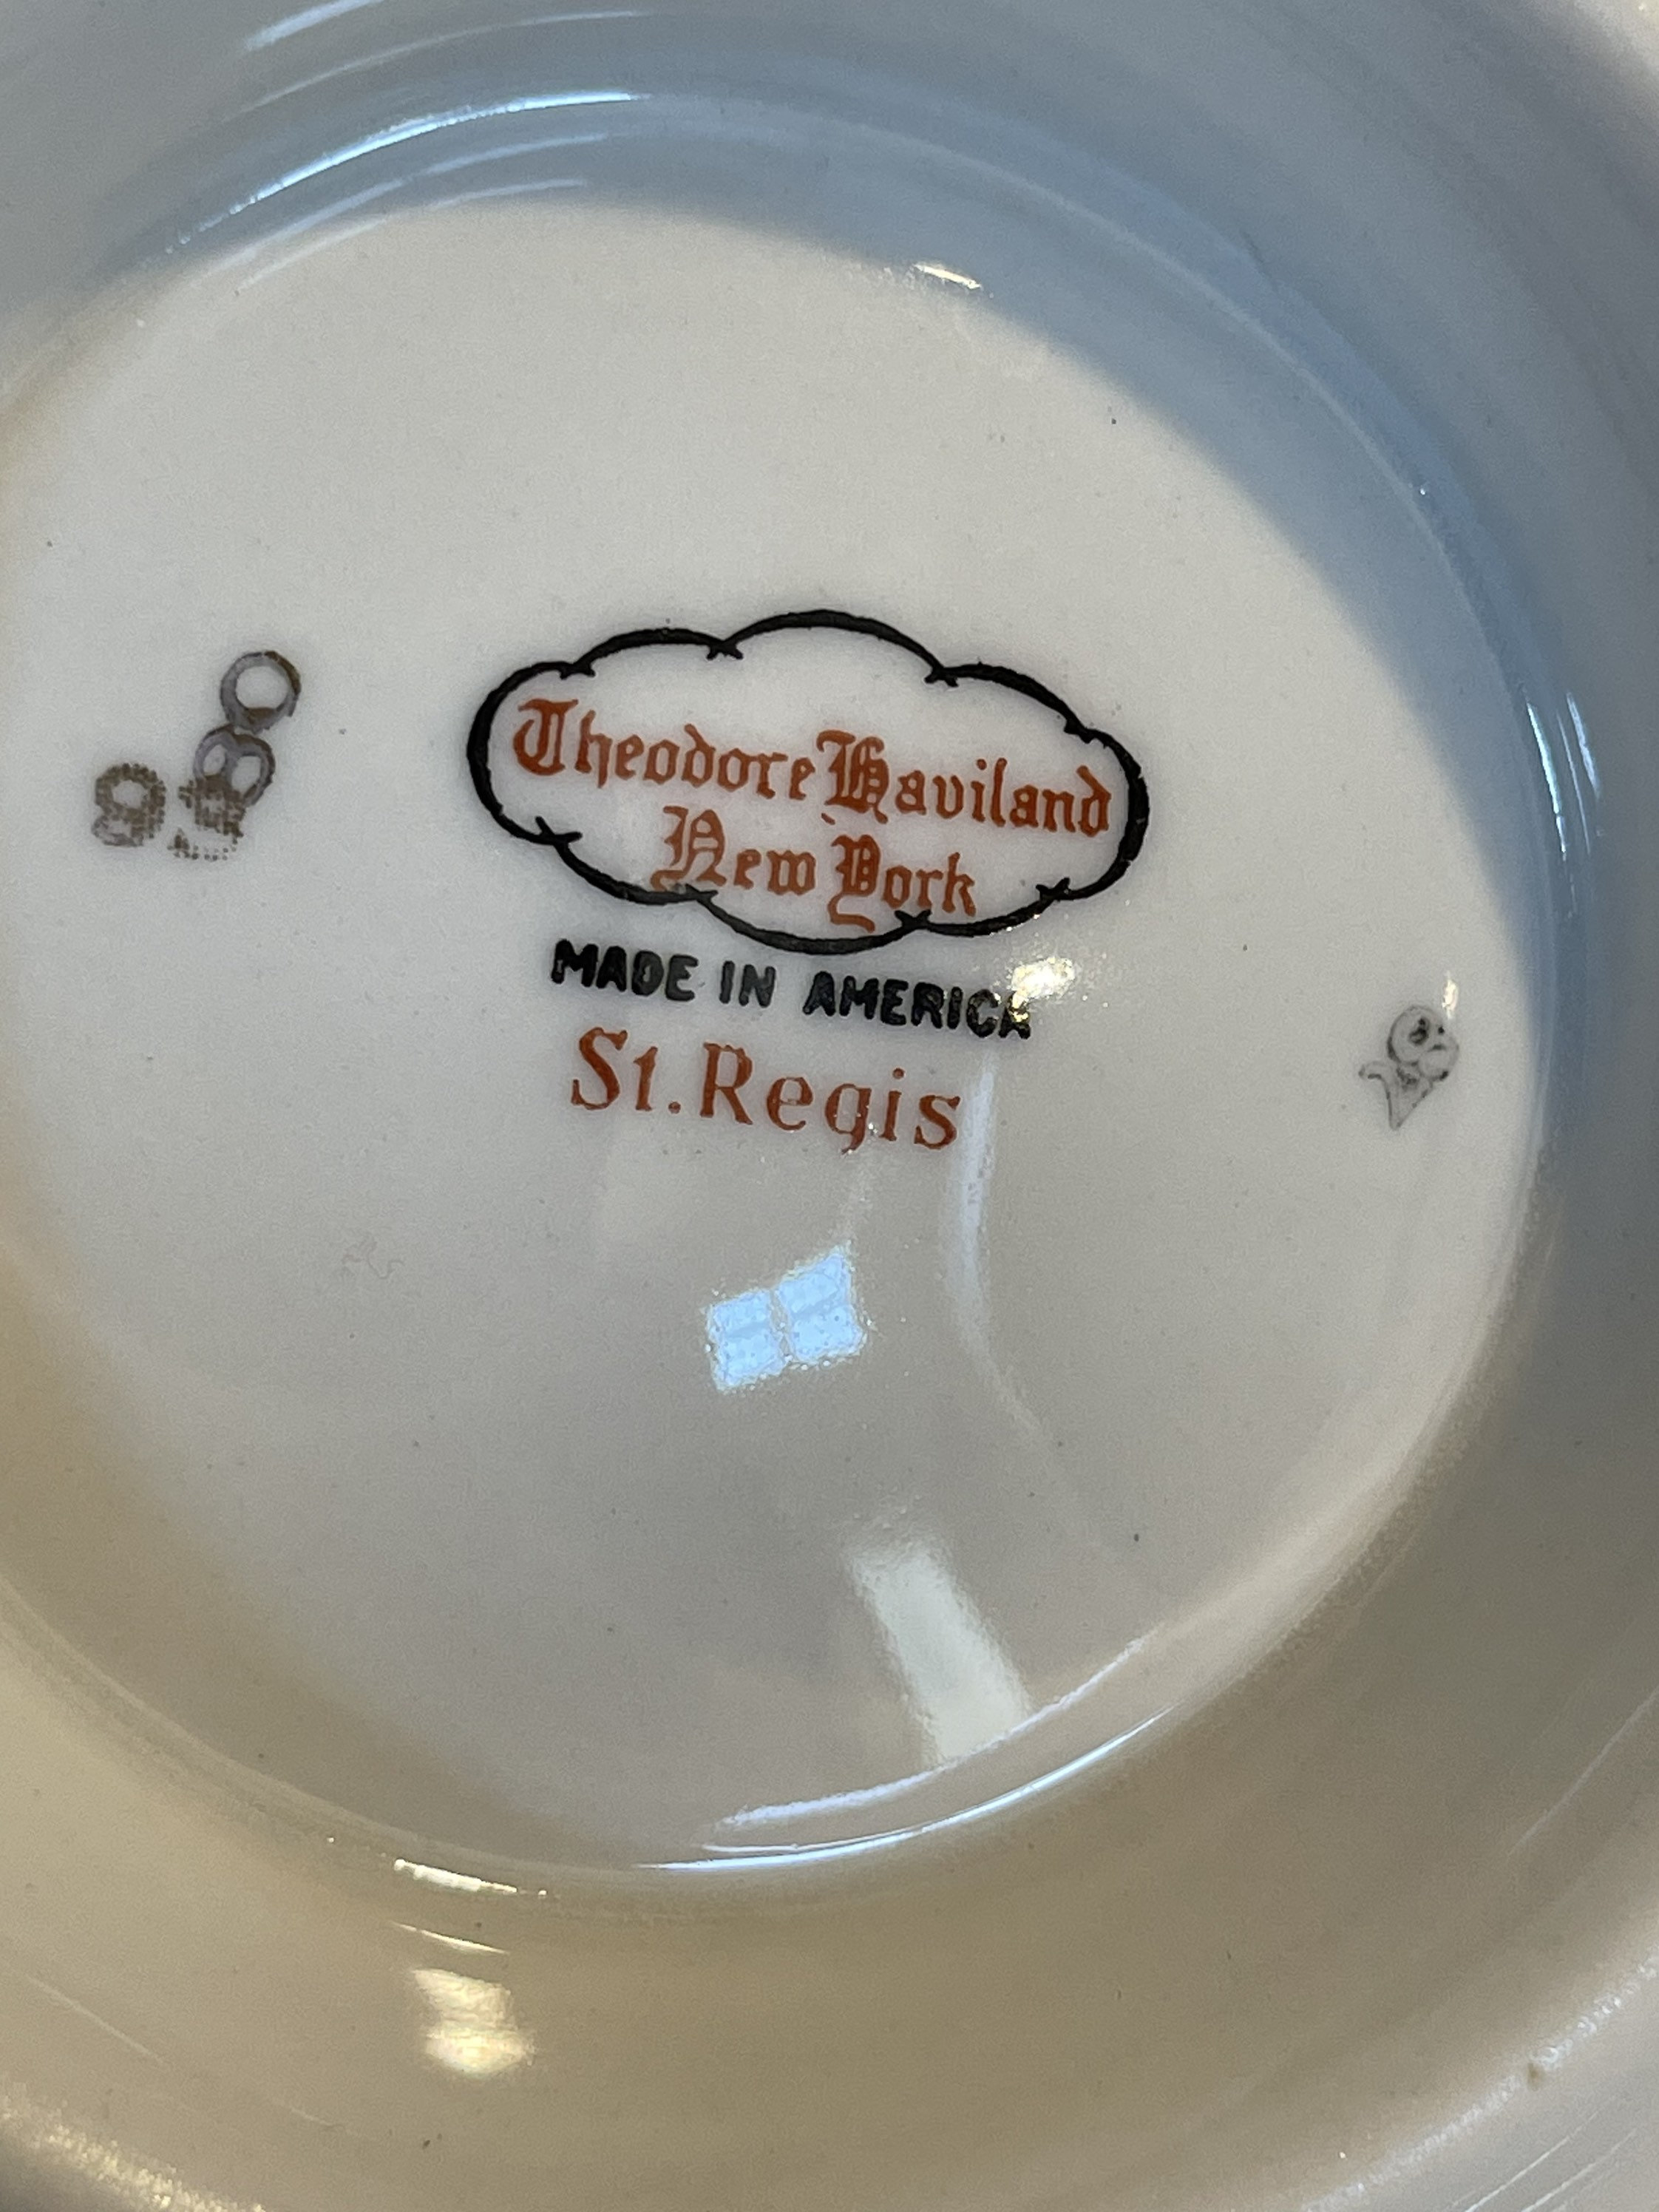 Theodore Haviland
New York
MADE IN AMERICA
St. Regis